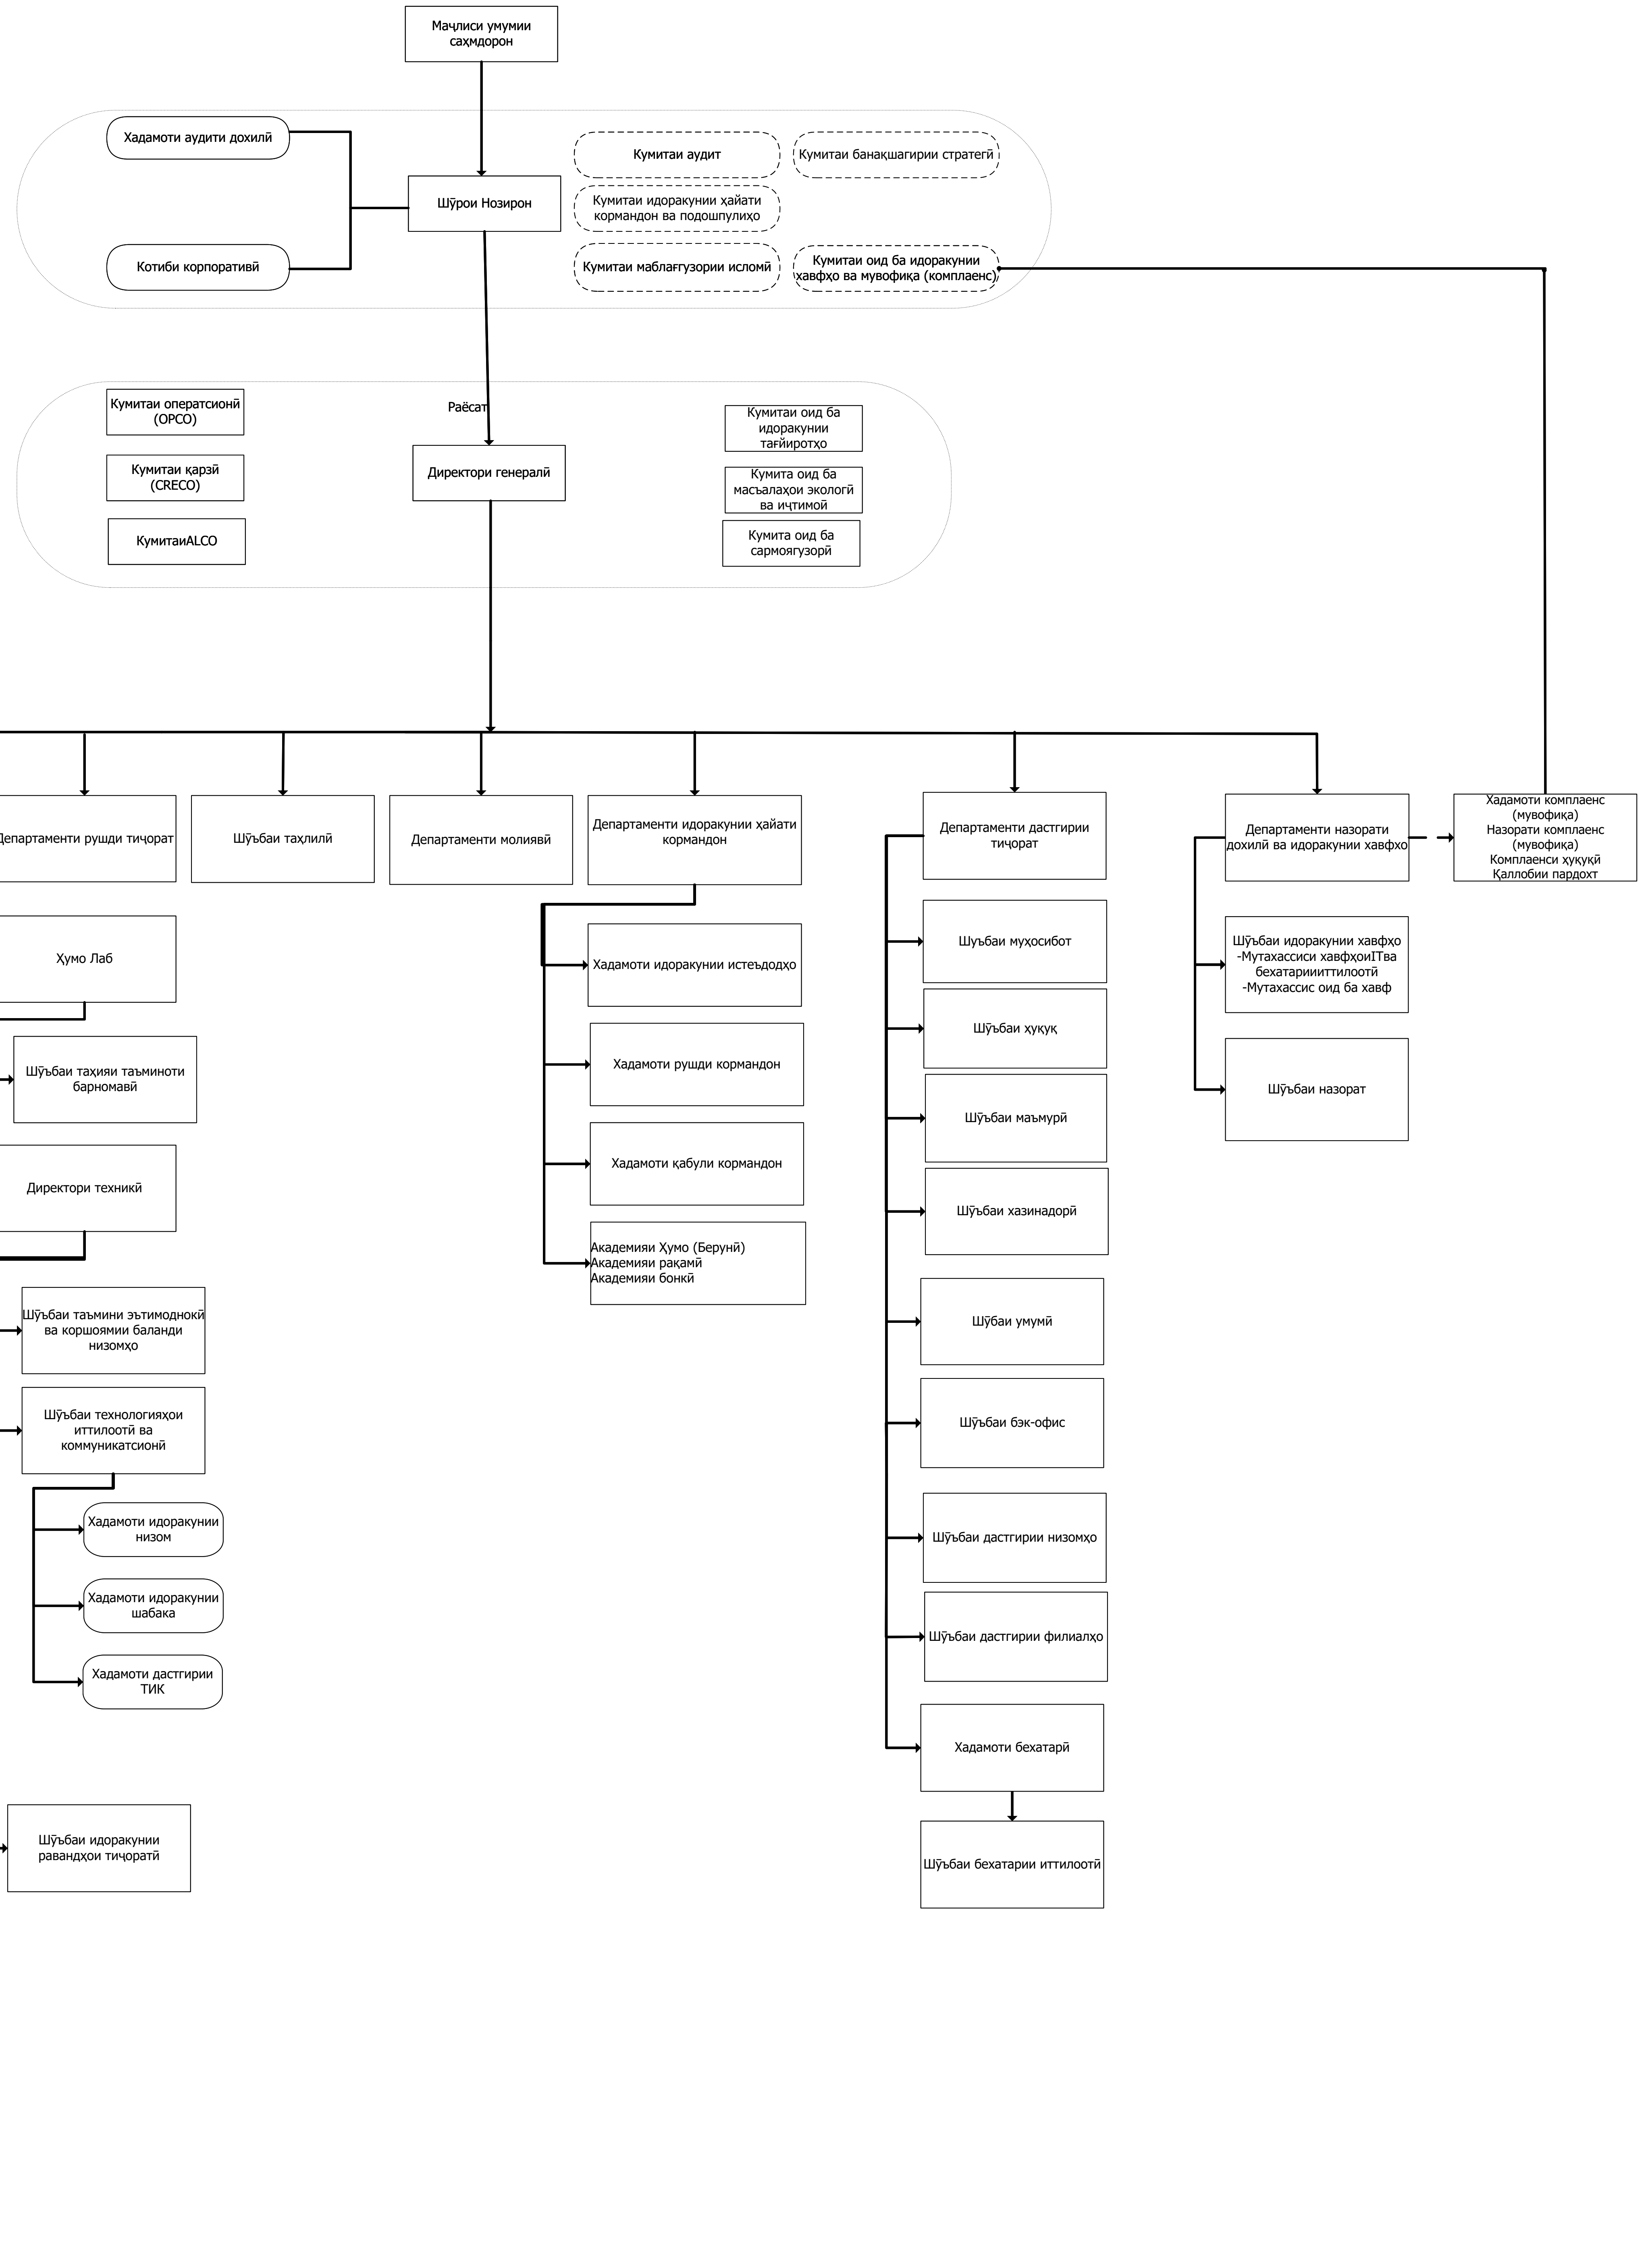 Маҷлиси умумии
саҳмдорон
Хадамоти аудити дохилӣ
Кумитаи аудит
Кумитаи банақшагирии стратегӣ
Шӯрои Нозирон
Кумитаи идоракунии ҳайати
кормандон ва подошпулиҳо
Котиби корпоративӣ
Кумитаи маблағгузории исломӣ
Кумитаи оид ба идоракунии
хавфҳо ва мувофиқа (комплаенс)
Кумитаи оператсионӣ
(OPCO)
Раёсат
Кумитаи оид ба
идоракунии
тағйиротҳо
Кумитаи қарзӣ
(CRECO)
Директори генералӣ
Кумита оид ба
масъалаҳои экологӣ
ва иҷтимоӣ
КумитаиALCO
Кумита оид ба
сармоягузорӣ
Департаменти рушди тиҷорат
Шӯъбаи таҳлилӣ
Департаменти молиявӣ
Департаменти идоракунии ҳайати
кормандон
Департаменти дастгирии
тиҷорат
Департаменти назорати
дохилӣ ва идоракунии хавфхо
Хадамоти комплаенс
(мувофиқа)
Назорати комплаенс
(мувофиқа)
Комплаенси ҳуқуқӣ
Қаллобии пардохт
Ҳумо Лаб
Хадамоти идоракунии истеъдодҳо
Шуъбаи муҳосибот
Шӯъбаи идоракунии хавфҳо
-Мутахассиси хавфҳоиITва
бехатарииттилоотӣ
-Мутахассис оид ба хавф
Шӯъбаи таҳияи таъминоти
барномавӣ
Хадамоти рушди кормандон
Шӯъбаи ҳуқуқ
Шӯъбаи назорат
Шӯъбаи маъмурӣ
Директори техникӣ
Хадамоти қабули кормандон
Шӯъбаи хазинадорӣ
Академияи Ҳумо (Берунӣ)
Академияи рақамӣ
Академияи бонкӣ
Шӯъбаи таъмини эътимоднокӣ
ва коршоямии баланди
низомҳо
Шӯбаи умумӣ
Шӯъбаи технологияҳои
иттилоотӣ ва
коммуникатсионӣ
Шӯъбаи бэк-офис
Хадамоти идоракунии
низом
Шӯъбаи дастгирии низомҳо
Хадамоти идоракунии
шабака
Шӯъбаи дастгирии филиалҳо
Хадамоти дастгирии
ТИК
Хадамоти бехатарӣ
Шӯъбаи идоракунии
равандҳои тиҷоратӣ
Шӯъбаи бехатарии иттилоотӣ